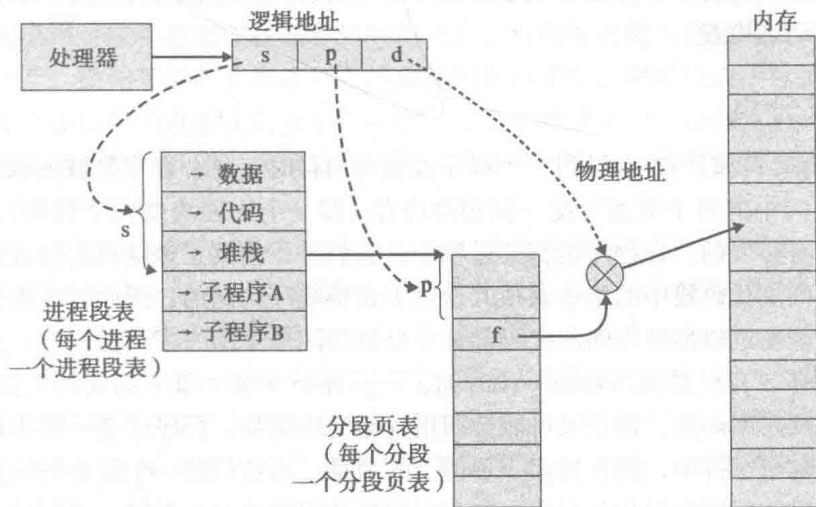 逻辑地址
内存
处理器
s
p
d
数据
代码
堆栈
子程序A
子程序B
s
进程段表
（每个进程
一个进程段表）
物理地址
p
f
分段页表
（每个分段
一个分段页表）